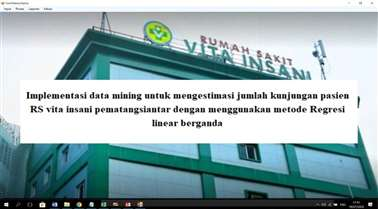 RUMAH SAKIT
VITA INSANI
Implementasi data mining untuk mengestimasi jumlah kunjungan pasien
RS vita insani pematangsiantar dengan menggunakan metode Regresi
linear berganda